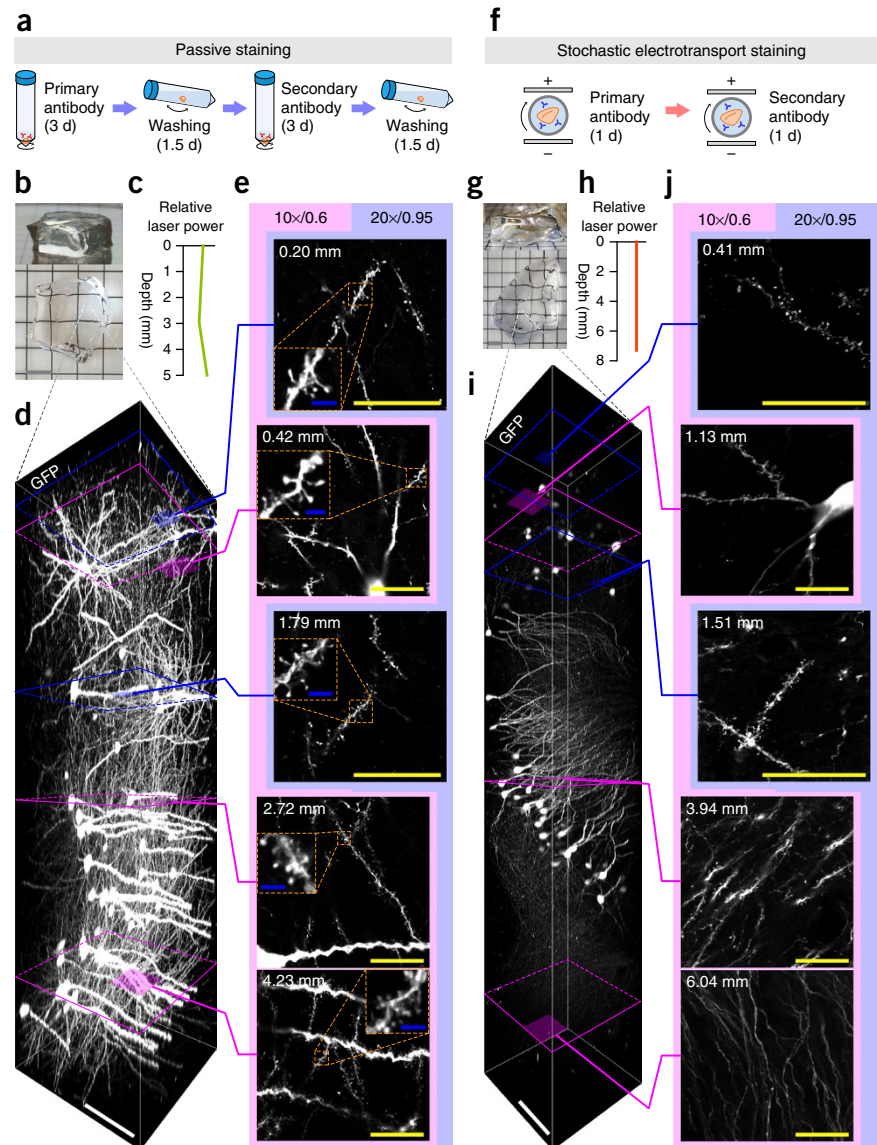 a
Passive staining
Primary
antibody
(3 d)
Washing
(1.5 d)
Secondary
antibody
(3 d)
Washing
(1.5 d)
f
Stochastic electrotransport staining
+
−
Primary
antibody
(1 d)
+
−
Secondary
antibody
(1 d)
b
c
Relative
laser power
Depth (mm)
0
1
2
3
4
5
d
GFP
e
10×/0.6
20×/0.95
0.20 mm
0.42 mm
1.79 mm
2.72 mm
4.23 mm
g
h
Relative
laser power
Depth (mm)
0
2
4
6
8
i
GFP
j
10×/0.6
20×/0.95
0.41 mm
1.13 mm
1.51 mm
3.94 mm
6.04 mm